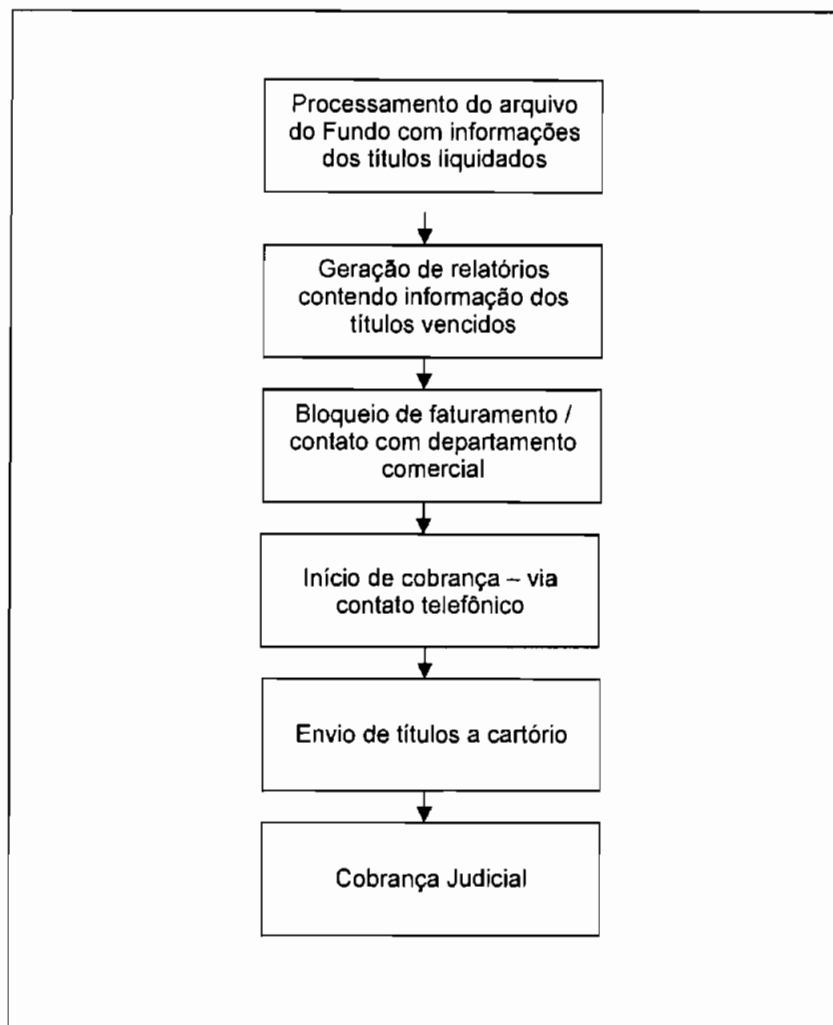 Processamento do arquivo
do Fundo com informações
dos títulos liquidados
Geração de relatórios
contendo informação dos
títulos vencidos
Bloqueio de faturamento /
contato com departamento
comercial
Início de cobrança – via
contato telefônico
Envio de títulos a cartório
Cobrança Judicial